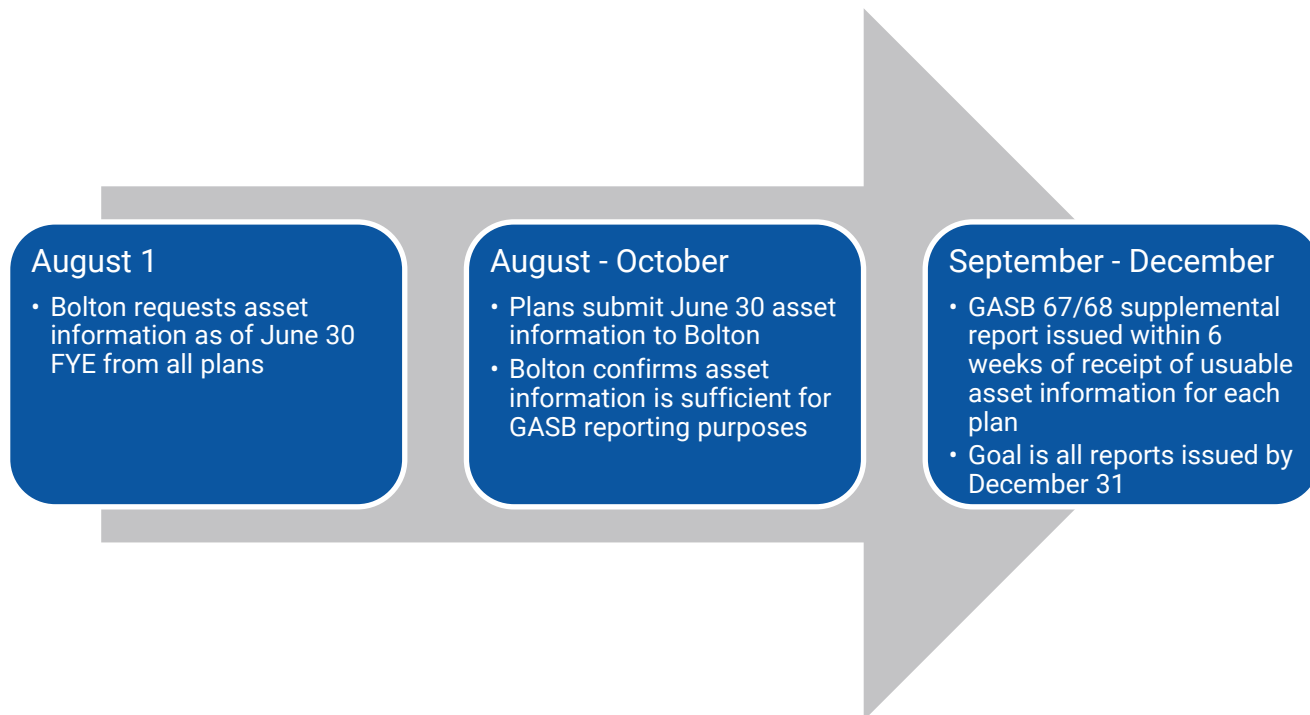 August 1
• Bolton requests asset
information as of June 30
FYE from all plans
August - October
• Plans submit June 30 asset
information to Bolton
• Bolton confirms asset
information is sufficient for
GASB reporting purposes
September - December
• GASB 67/68 supplemental
report issued within 6
weeks of receipt of usuable
asset information for each
plan
• Goal is all reports issued by
December 31